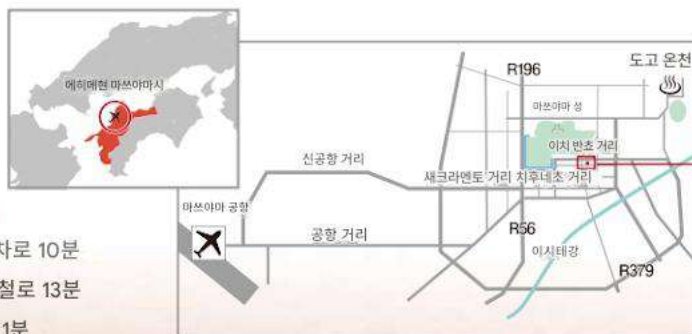 에히메현 마쓰야마시
R196
도고 온천
마쓰야마 성
이치 반쵸 거리
신공항 거리
새크라멘토 거리 치후네쵸 거리
마쓰야마 공항
공항 거리
R56
이시테강
R379
차로 10분
철로 13분
1분